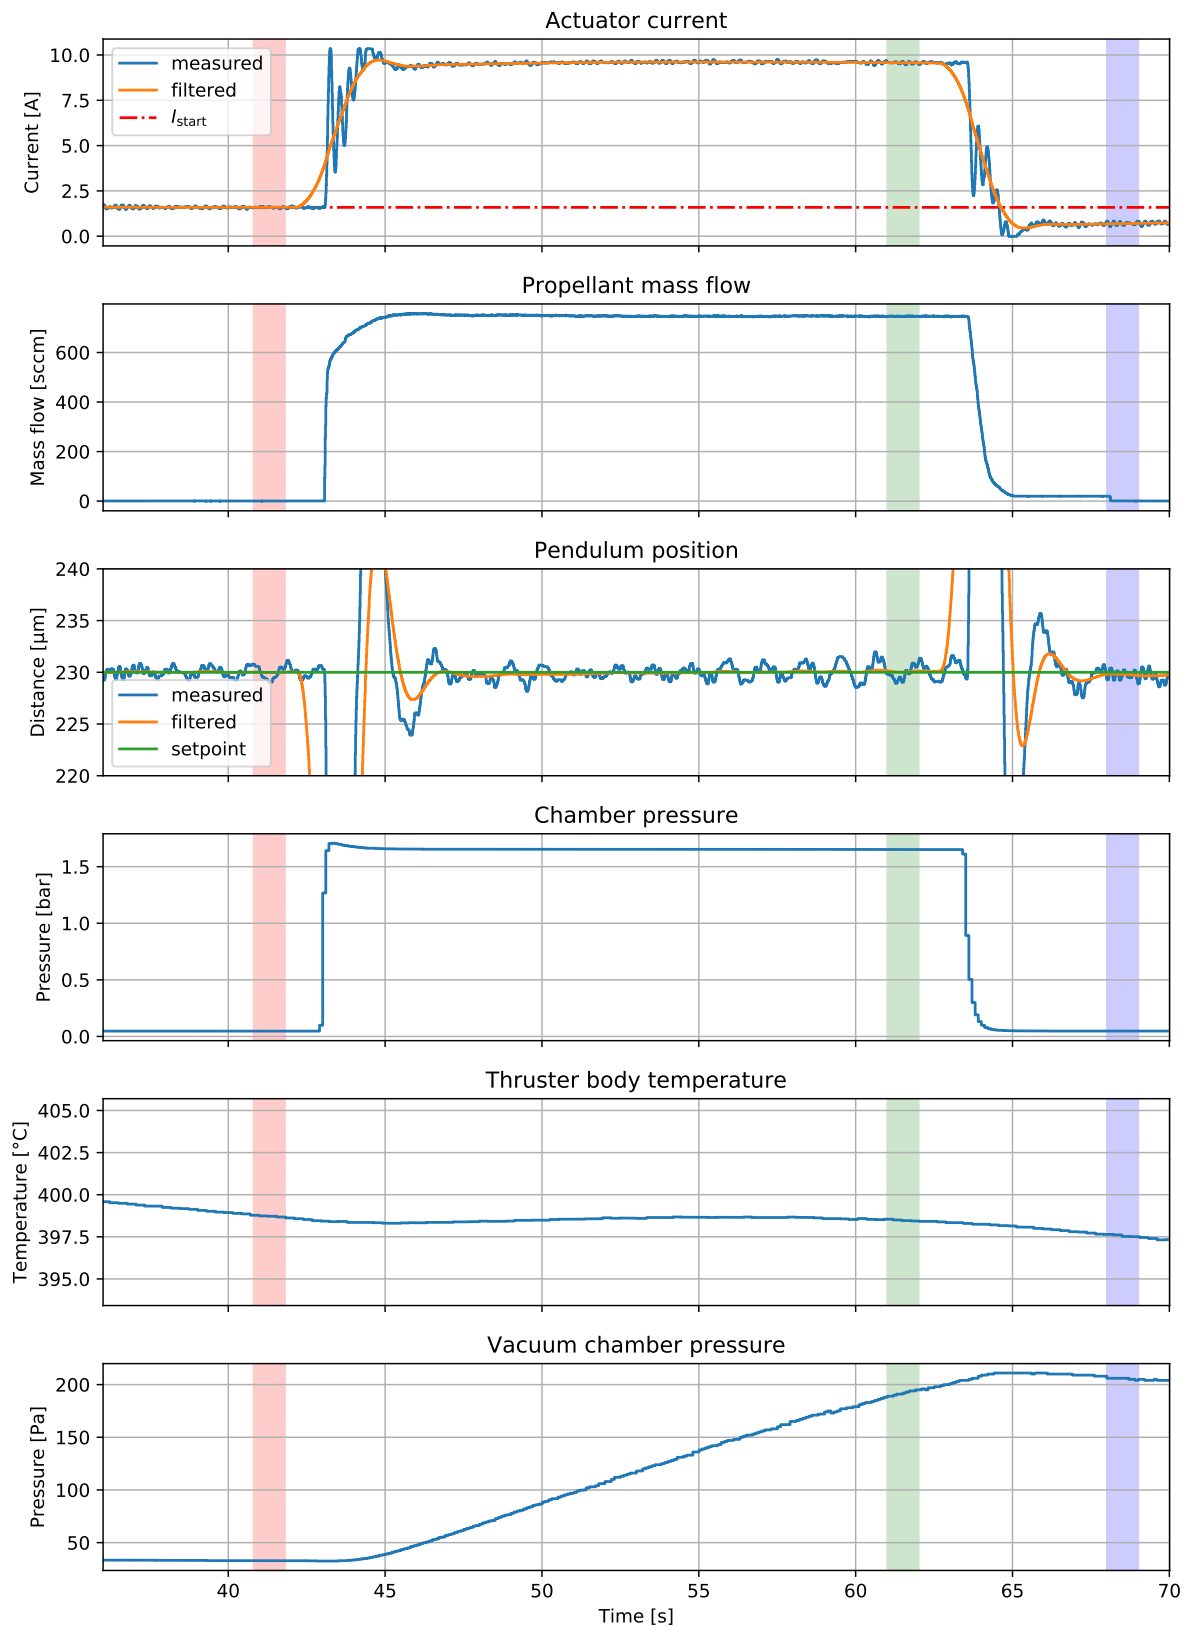 Actuator current
Current [A]
10.0
7.5
5.0
2.5
0.0
measured
filtered
I_start
Propellant mass flow
Mass flow [sccm]
600
400
200
0
Pendulum position
Distance [µm]
240
235
230
225
220
measured
filtered
setpoint
Chamber pressure
Pressure [bar]
1.5
1.0
0.5
0.0
Thruster body temperature
Temperature [°C]
405.0
402.5
400.0
397.5
395.0
Vacuum chamber pressure
Pressure [Pa]
200
150
100
50
40 45 50 55 60 65 70
Time [s]